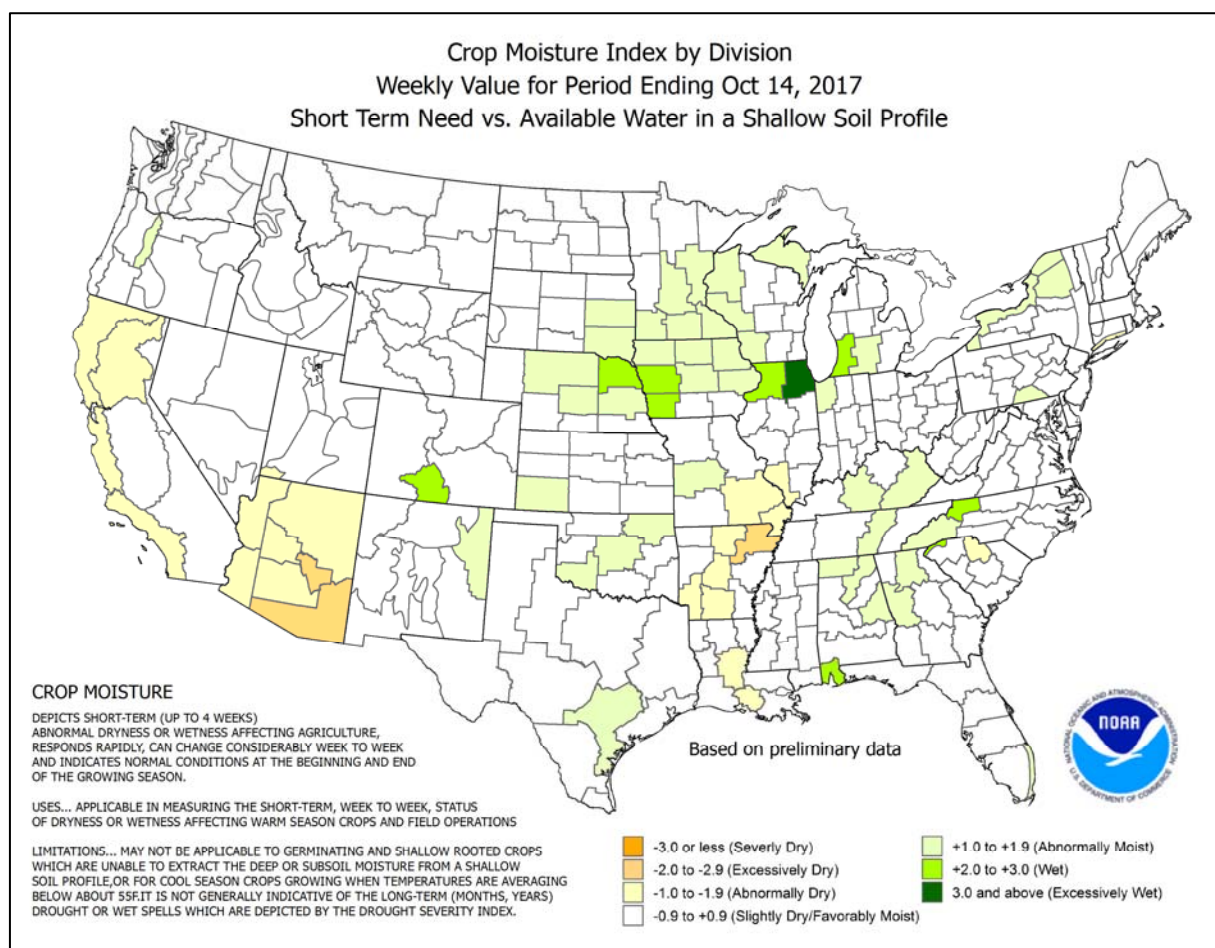 Crop Moisture Index by Division
Weekly Value for Period Ending Oct 14, 2017
Short Term Need vs. Available Water in a Shallow Soil Profile
CROP MOISTURE
DEPICTS SHORT-TERM (UP TO 4 WEEKS)
ABNORMAL DRYNESS OR WETNESS AFFECTING AGRICULTURE,
RESPONDS RAPIDLY, CAN CHANGE CONSIDERABLY WEEK TO WEEK
AND INDICATES NORMAL CONDITIONS AT THE BEGINNING AND END
OF THE GROWING SEASON.
USES... APPLICABLE IN MEASURING THE SHORT-TERM, WEEK TO WEEK, STATUS
OF DRYNESS OR WETNESS AFFECTING WARM SEASON CROPS AND FIELD OPERATIONS
LIMITATIONS... MAY NOT BE APPLICABLE TO GERMINATING AND SHALLOW ROOTED CROPS
WHICH ARE UNABLE TO EXTRACT THE DEEP OR SUBSOIL MOISTURE FROM A SHALLOW
SOIL PROFILE,OR FOR COOL SEASON CROPS GROWING WHEN TEMPERATURES ARE AVERAGING
BELOW ABOUT 55F.IT IS NOT GENERALLY INDICATIVE OF THE LONG-TERM (MONTHS, YEARS)
DROUGHT OR WET SPELLS WHICH ARE DEPICTED BY THE DROUGHT SEVERITY INDEX.
Based on preliminary data
NATIONAL OCEANIC AND ATMOSPHERIC ADMINISTRATION
NOAA
U.S. DEPARTMENT OF COMMERCE
-3.0 or less (Severly Dry)
-2.0 to -2.9 (Excessively Dry)
-1.0 to -1.9 (Abnormally Dry)
-0.9 to +0.9 (Slightly Dry/Favorably Moist)
+1.0 to +1.9 (Abnormally Moist)
+2.0 to +3.0 (Wet)
3.0 and above (Excessively Wet)